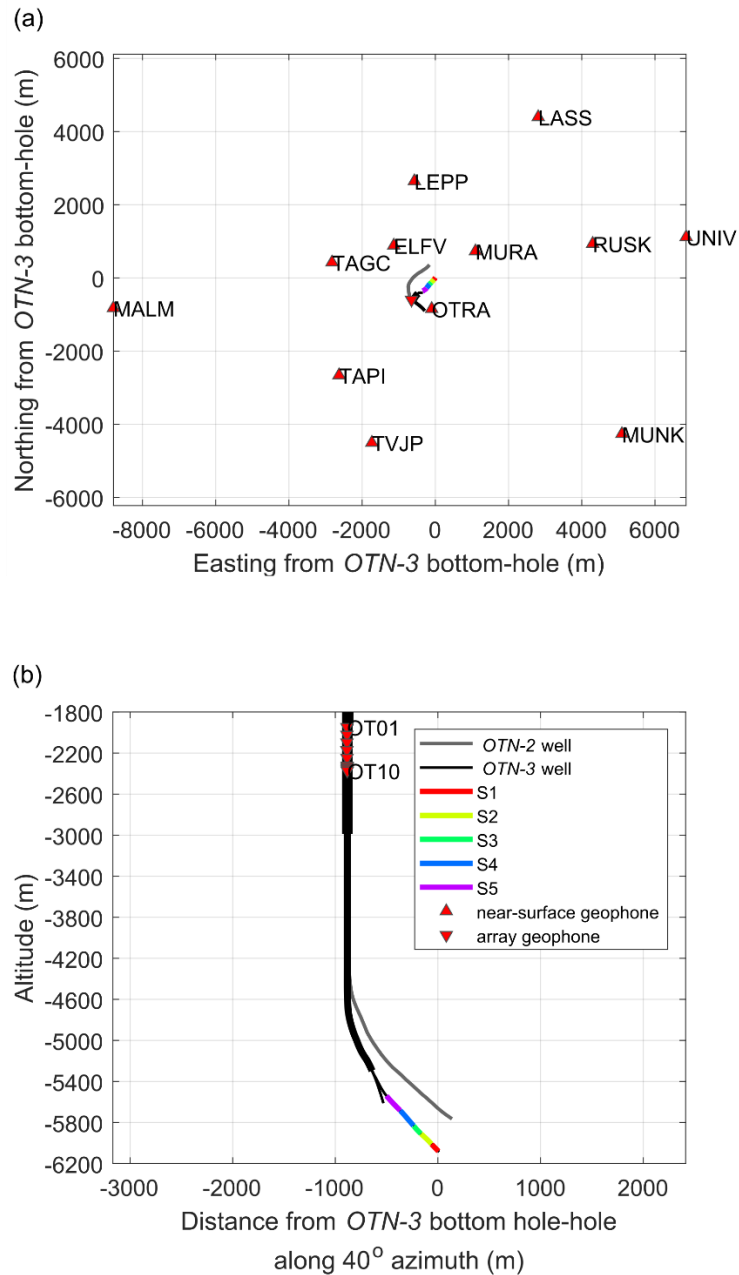 (a)
6000
4000
2000
0
-2000
-4000
-6000
Northing from OTN-3 bottom-hole (m)
LASS
LEPP
ELFV
MURA
RUSK
UNIV
TAGC
MALM
OTRA
TAPI
TVJP
MUNK
-8000 -6000 -4000 -2000 0 2000 4000 6000
Easting from OTN-3 bottom-hole (m)
(b)
-1800
-2200
-2600
-3000
-3400
-3800
-4200
-4600
-5000
-5400
-5800
-6200
Altitude (m)
OT01
OT10
OTN-2 well
OTN-3 well
S1
S2
S3
S4
S5
near-surface geophone
array geophone
-3000 -2000 -1000 0 1000 2000
Distance from OTN-3 bottom hole-hole
along 40° azimuth (m)